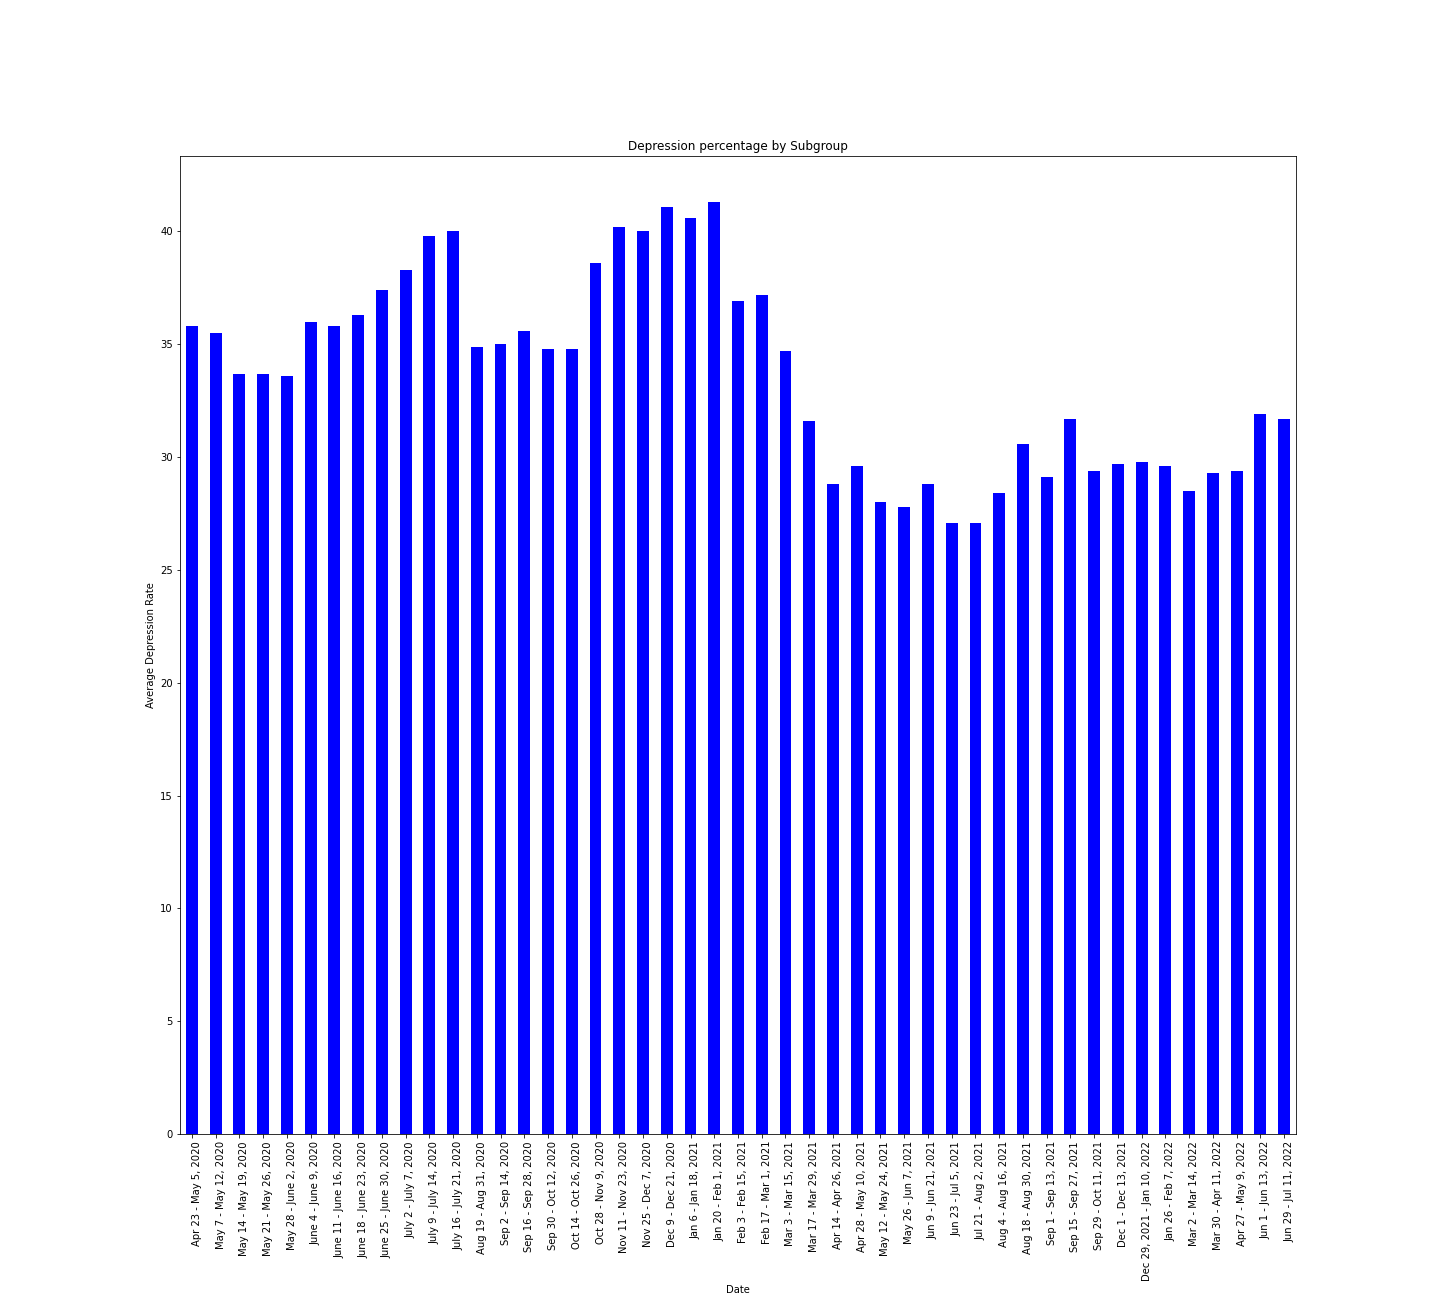 Depression percentage by Subgroup
Average Depression Rate
40
35
30
25
20
15
10
5
0
Apr 23 - May 5, 2020
May 7 - May 12, 2020
May 14 - May 19, 2020
May 21 - May 26, 2020
May 28 - June 2, 2020
June 4 - June 9, 2020
June 11 - June 16, 2020
June 18 - June 23, 2020
June 25 - June 30, 2020
July 2 - July 7, 2020
July 9 - July 14, 2020
July 16 - July 21, 2020
Aug 19 - Aug 31, 2020
Sep 2 - Sep 14, 2020
Sep 16 - Sep 28, 2020
Sep 30 - Oct 12, 2020
Oct 14 - Oct 26, 2020
Oct 28 - Nov 9, 2020
Nov 11 - Nov 23, 2020
Nov 25 - Dec 7, 2020
Dec 9 - Dec 21, 2020
Jan 6 - Jan 18, 2021
Jan 20 - Feb 1, 2021
Feb 3 - Feb 15, 2021
Feb 17 - Mar 1, 2021
Mar 3 - Mar 15, 2021
Mar 17 - Mar 29, 2021
Apr 14 - Apr 26, 2021
Apr 28 - May 10, 2021
May 12 - May 24, 2021
May 26 - Jun 7, 2021
Jun 9 - Jun 21, 2021
Jun 23 - Jul 5, 2021
Jul 21 - Aug 2, 2021
Aug 4 - Aug 16, 2021
Aug 18 - Aug 30, 2021
Sep 1 - Sep 13, 2021
Sep 15 - Sep 27, 2021
Sep 29 - Oct 11, 2021
Dec 1 - Dec 13, 2021
Dec 29, 2021 - Jan 10, 2022
Jan 26 - Feb 7, 2022
Mar 2 - Mar 14, 2022
Mar 30 - Apr 11, 2022
Apr 27 - May 9, 2022
Jun 1 - Jun 13, 2022
Jun 29 - Jul 11, 2022
Date